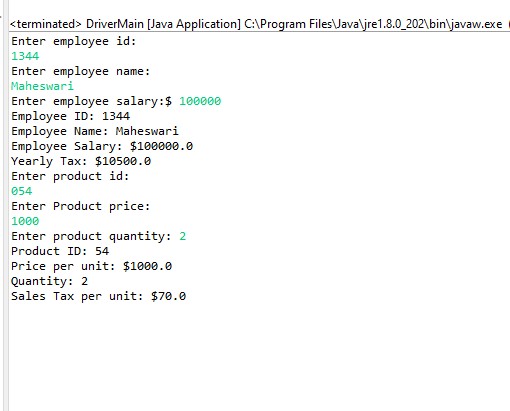 <terminated> DriverMain [Java Application] C:\Program Files\Java\jre1.8.0_202\bin\javaw.exe (
Enter employee id:
1344
Enter employee name:
Maheswari
Enter employee salary:$ 100000
Employee ID: 1344
Employee Name: Maheswari
Employee Salary: $100000.0
Yearly Tax: $10500.0
Enter product id:
054
Enter Product price:
1000
Enter product quantity: 2
Product ID: 54
Price per unit: $1000.0
Quantity: 2
Sales Tax per unit: $70.0